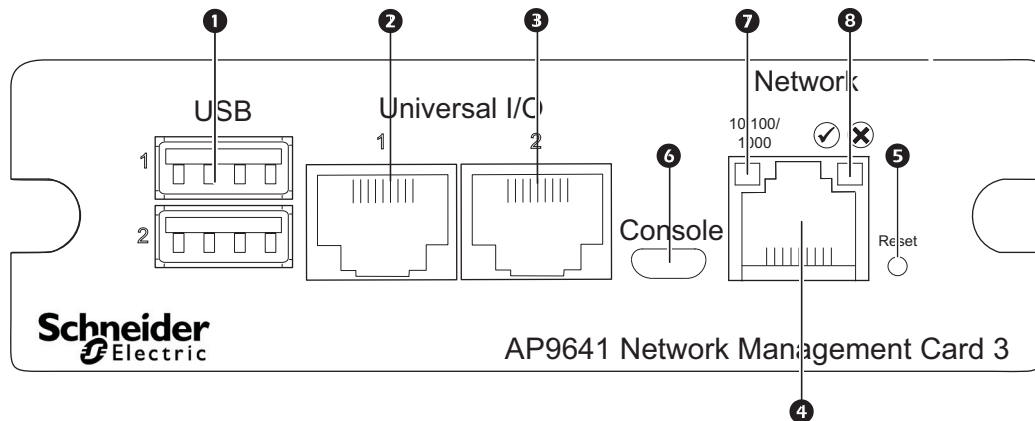 1
2
3
7
8
USB
Universal I/O
Network
1
2
10/100/
1000
1
6
5
2
Console
Reset
Schneider
Electric
AP9641 Network Management Card 3
4